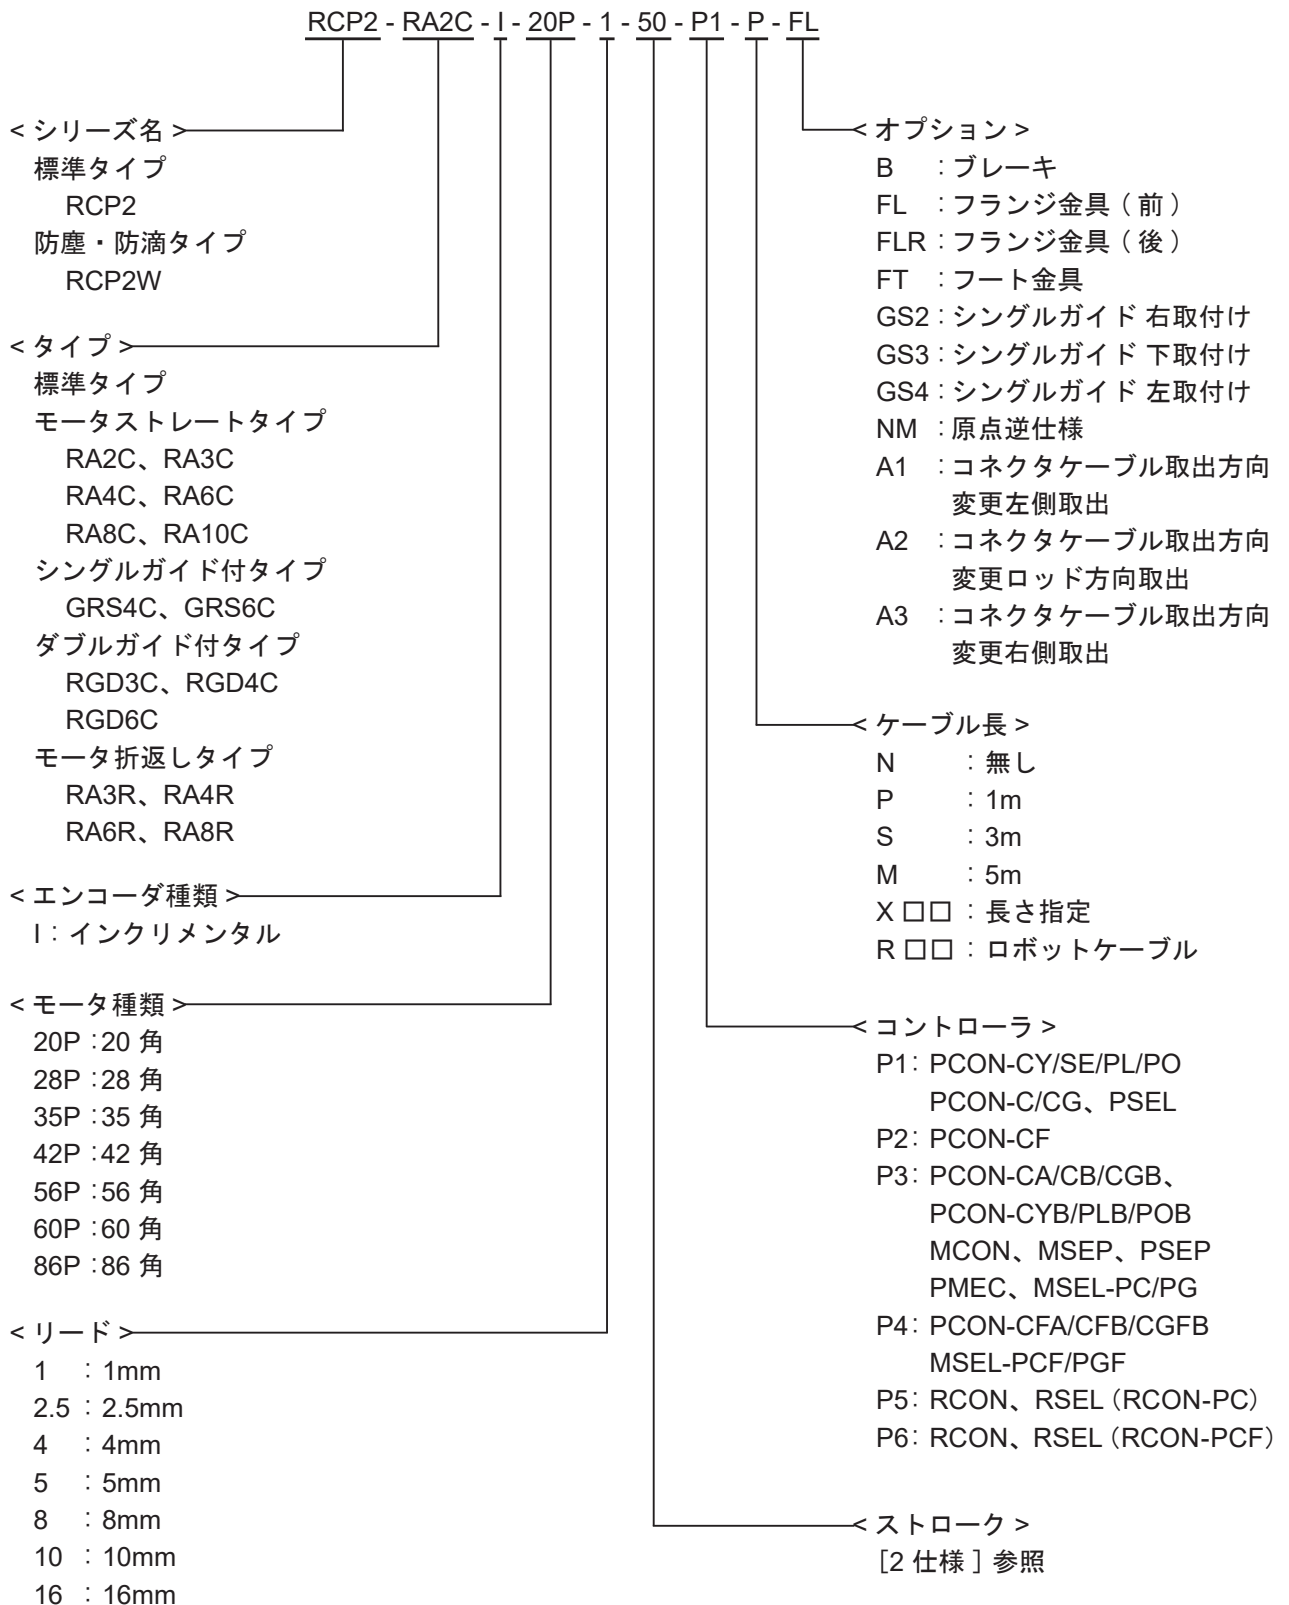 RCP2 - RA2C - I - 20P - 1 - 50 - P1 - P - FL
< シリーズ名 >
標準タイプ
RCP2
防塵・防滴タイプ
RCP2W
< タイプ >
標準タイプ
モータストレートタイプ
RA2C、RA3C
RA4C、RA6C
RA8C、RA10C
シングルガイド付タイプ
GRS4C、GRS6C
ダブルガイド付タイプ
RGD3C、RGD4C
RGD6C
モータ折返しタイプ
RA3R、RA4R
RA6R、RA8R
< エンコーダ種類 >
I：インクリメンタル
< モータ種類 >
20P：20 角
28P：28 角
35P：35 角
42P：42 角
56P：56 角
60P：60 角
86P：86 角
< リード >
1 ：1mm
2.5 ：2.5mm
4 ：4mm
5 ：5mm
8 ：8mm
10 ：10mm
16 ：16mm
< オプション >
B ：ブレーキ
FL ：フランジ金具 ( 前 )
FLR：フランジ金具 ( 後 )
FT ：フート金具
GS2：シングルガイド 右取付け
GS3：シングルガイド 下取付け
GS4：シングルガイド 左取付け
NM ：原点逆仕様
A1 ：コネクタケーブル取出方向
変更左側取出
A2 ：コネクタケーブル取出方向
変更ロッド方向取出
A3 ：コネクタケーブル取出方向
変更右側取出
< ケーブル長 >
N ：無し
P ：1m
S ：3m
M ：5m
X □□：長さ指定
R □□：ロボットケーブル
< コントローラ >
P1：PCON-CY/SE/PL/PO
PCON-C/CG、PSEL
P2：PCON-CF
P3：PCON-CA/CB/CGB、
PCON-CYB/PLB/POB
MCON、MSEP、PSEP
PMEC、MSEL-PC/PG
P4：PCON-CFA/CFB/CGFB
MSEL-PCF/PGF
P5：RCON、RSEL（RCON-PC）
P6：RCON、RSEL（RCON-PCF）
< ストローク >
［2 仕様 ］参照